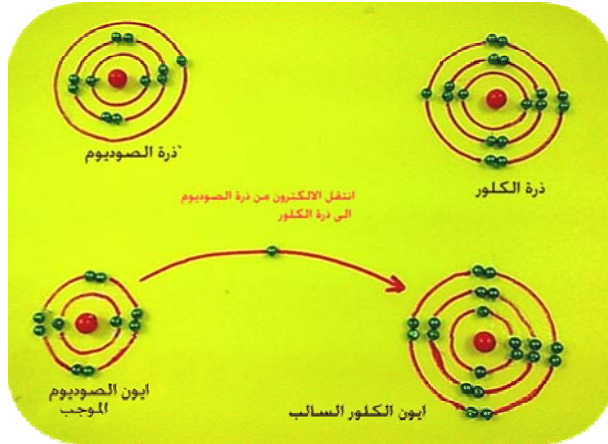 ذرة الصوديوم
ذرة الكلور
انتقل الالكترون من ذرة الصوديوم
الى ذرة الكلور
ايون الصوديوم
الموجب
ايون الكلور السالب